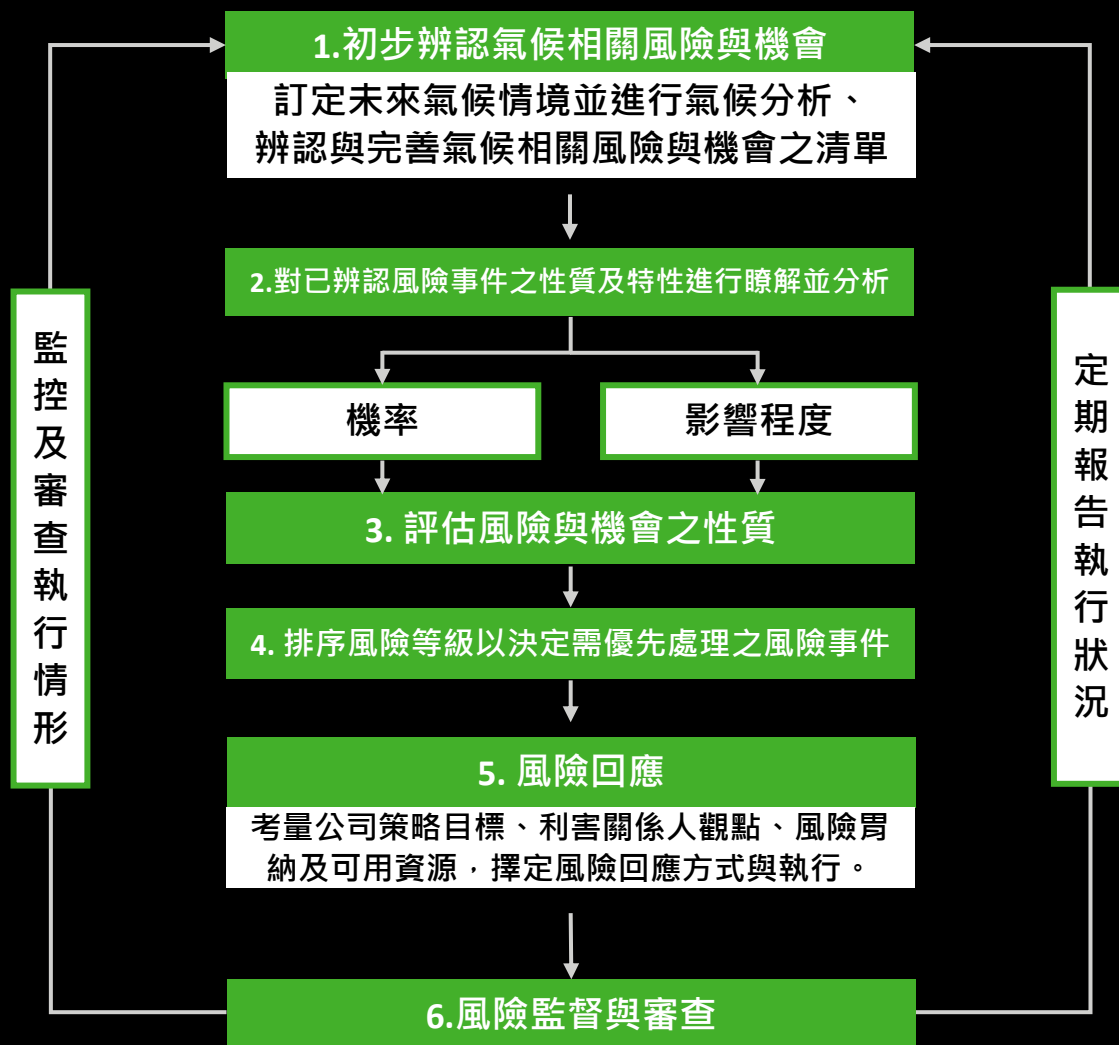 1.初步辨認氣候相關風險與機會
訂定未來氣候情境並進行氣候分析、
辨認與完善氣候相關風險與機會之清單
2.對已辨認風險事件之性質及特性進行瞭解並分析
機率
影響程度
3. 評估風險與機會之性質
4. 排序風險等級以決定需優先處理之風險事件
5. 風險回應
考量公司策略目標、利害關係人觀點、風險胃
納及可用資源，擇定風險回應方式與執行。
6.風險監督與審查
監控及審查執行情形
定期報告執行狀況